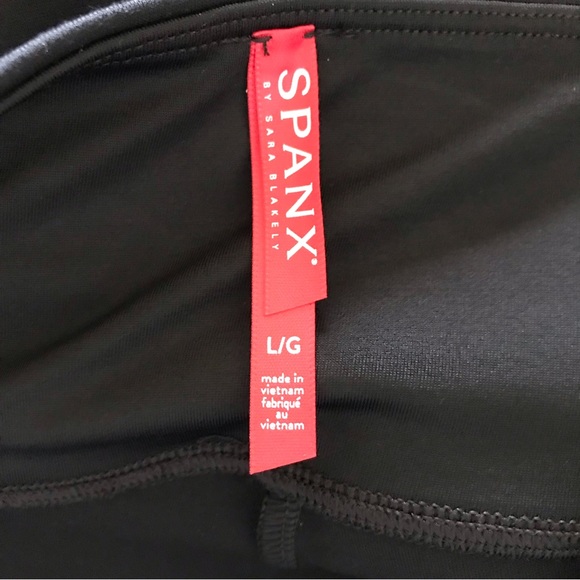 SPANX®
BY SARA BLAKELY
L/G
made in
vietnam
fabriqué
au
vietnam